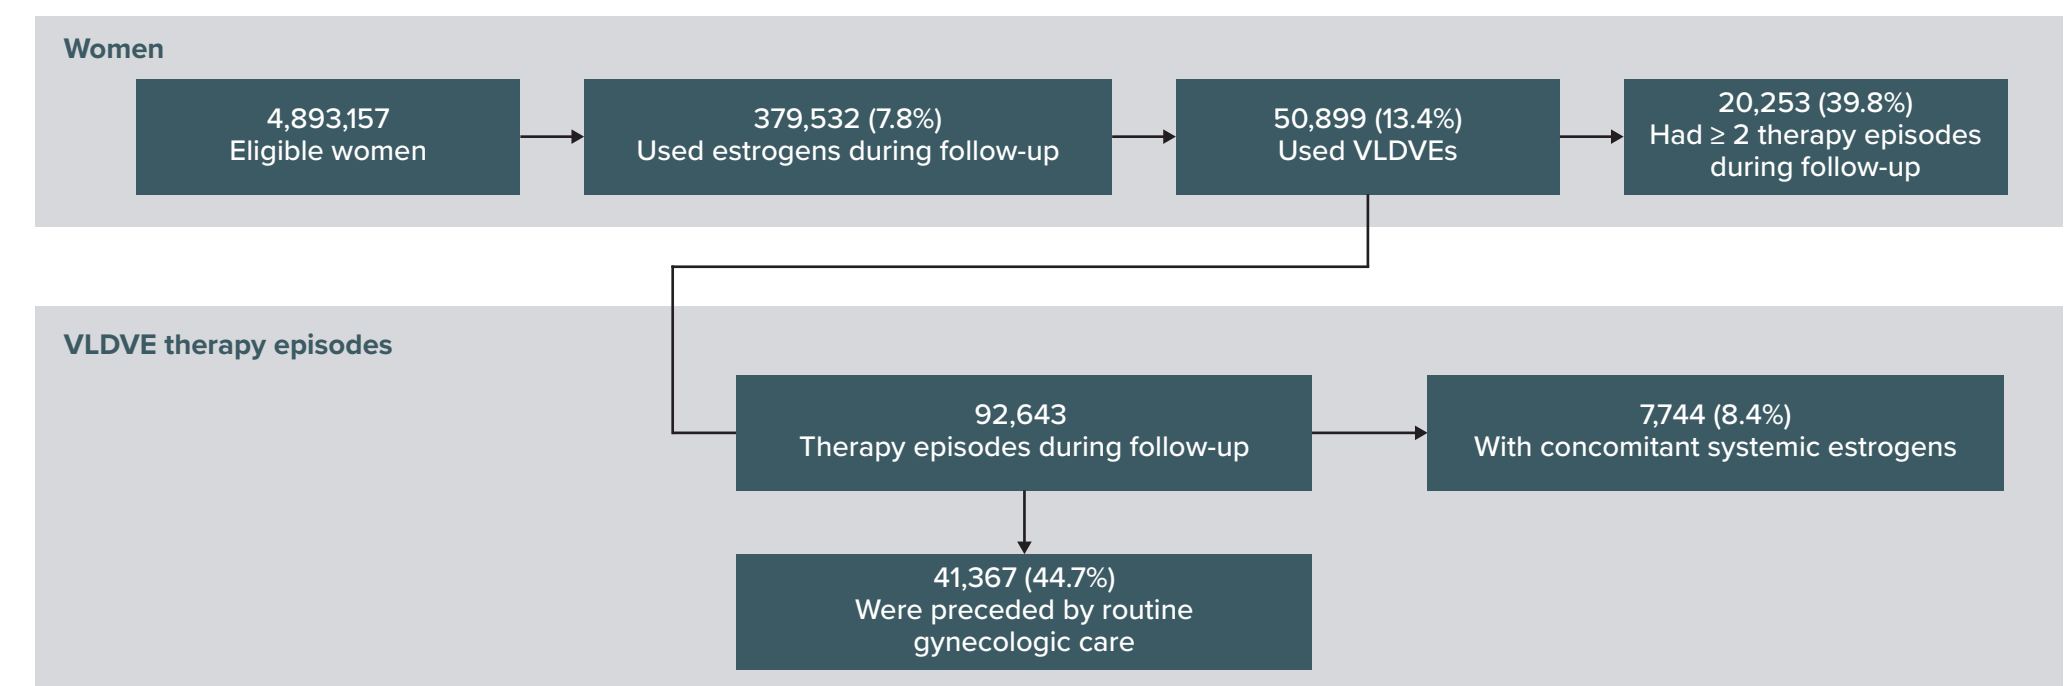 Women
4,893,157
Eligible women
379,532 (7.8%)
Used estrogens during follow-up
50,899 (13.4%)
Used VLDVEs
20,253 (39.8%)
Had ≥ 2 therapy episodes
during follow-up
VLDVE therapy episodes
92,643
Therapy episodes during follow-up
7,744 (8.4%)
With concomitant systemic estrogens
41,367 (44.7%)
Were preceded by routine
gynecologic care